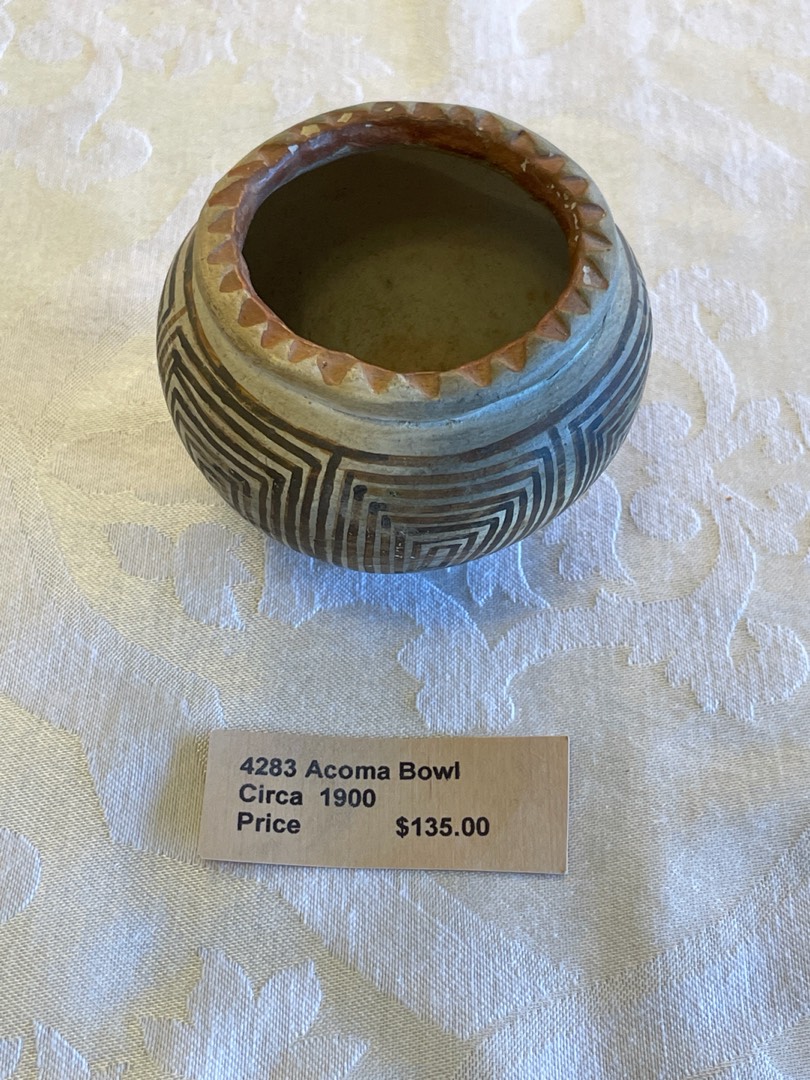 4283 Acoma Bowl
Circa 1900
Price $135.00